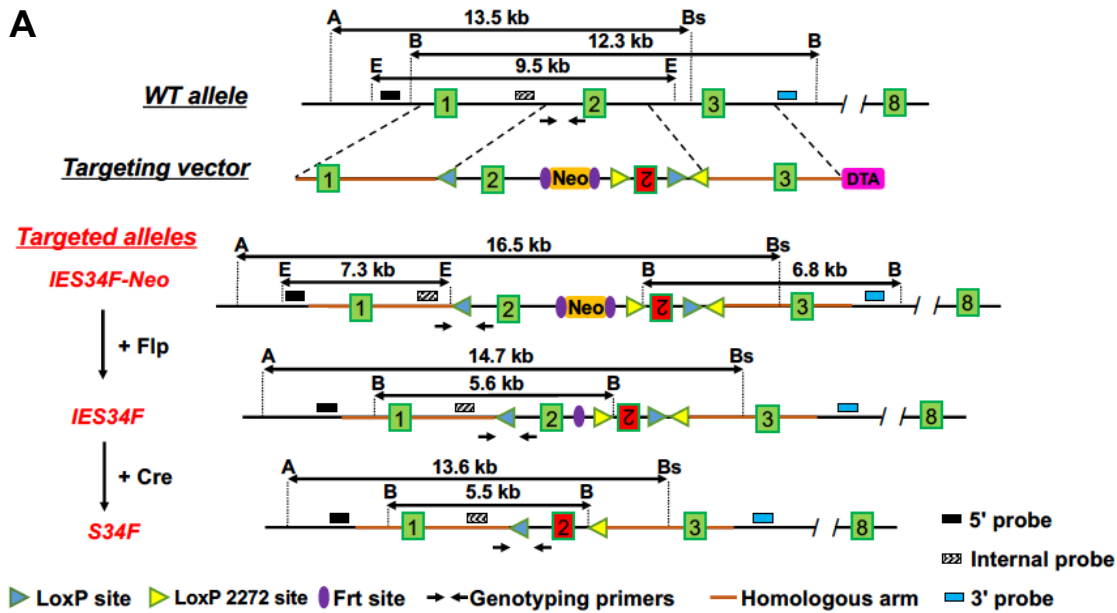 A
A 13.5 kb Bs
B 12.3 kb B
E 9.5 kb E
WT allele
1 2 3 8
Targeting vector
1 2 Neo 2 3 DTA
Targeted alleles
A 16.5 kb Bs
IES34F-Neo
E 7.3 kb E B 6.8 kb B
1 2 Neo 2 3 8
+ Flp
A 14.7 kb Bs
B 5.6 kb B
IES34F
1 2 2 3 8
+ Cre
A 13.6 kb Bs
B 5.5 kb B
S34F
1 2 3 8
5' probe
Internal probe
LoxP site LoxP 2272 site Frt site Genotyping primers Homologous arm 3' probe